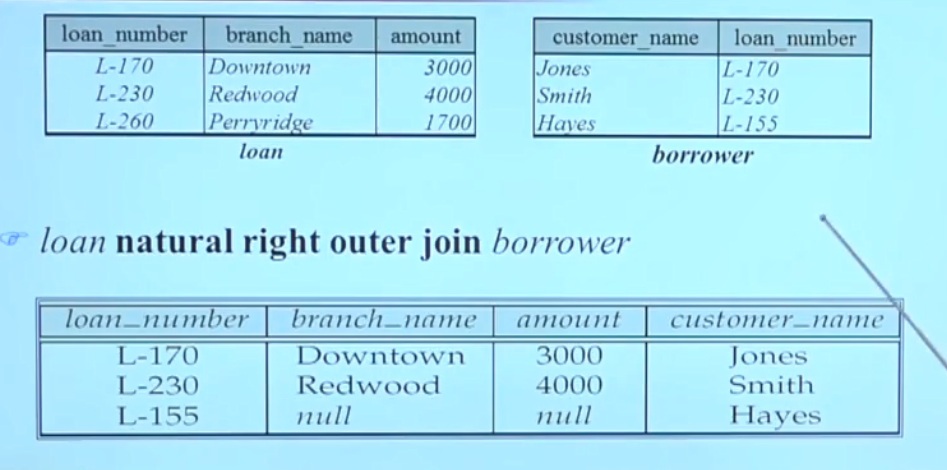 loan_number branch_name amount
L-170 Downtown 3000
L-230 Redwood 4000
L-260 Perryridge 1700
loan
customer_name loan_number
Jones L-170
Smith L-230
Hayes L-155
borrower
loan natural right outer join borrower
loan_number branch_name amount customer_name
L-170 Downtown 3000 Jones
L-230 Redwood 4000 Smith
L-155 null null Hayes